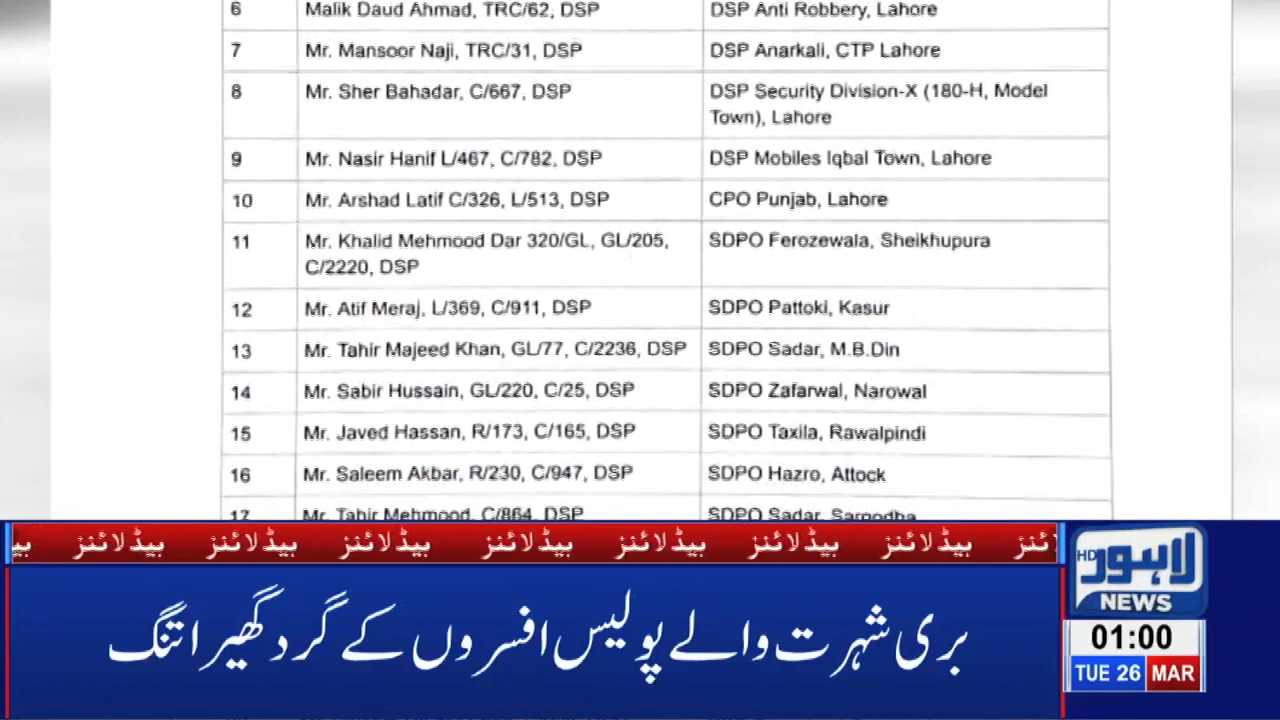 6 Malik Daud Ahmad, TRC/62, DSP DSP Anti Robbery, Lahore
7 Mr. Mansoor Naji, TRC/31, DSP DSP Anarkali, CTP Lahore
8 Mr. Sher Bahadar, C/667, DSP DSP Security Division-X (180-H, Model
Town), Lahore
9 Mr. Nasir Hanif L/467, C/782, DSP DSP Mobiles Iqbal Town, Lahore
10 Mr. Arshad Latif C/326, L/513, DSP CPO Punjab, Lahore
11 Mr. Khalid Mehmood Dar 320/GL, GL/205, SDPO Ferozewala, Sheikhupura
C/2220, DSP
12 Mr. Atif Meraj, L/369, C/911, DSP SDPO Pattoki, Kasur
13 Mr. Tahir Majeed Khan, GL/77, C/2236, DSP SDPO Sadar, M.B.Din
14 Mr. Sabir Hussain, GL/220, C/25, DSP SDPO Zafarwal, Narowal
15 Mr. Javed Hassan, R/173, C/165, DSP SDPO Taxila, Rawalpindi
16 Mr. Saleem Akbar, R/230, C/947, DSP SDPO Hazro, Attock
17 Mr. Tahir Mehmood, C/864, DSP SDPO Sadar, Sargodha
ہیڈلائنز ہیڈلائنز ہیڈلائنز ہیڈلائنز ہیڈلائنز ہیڈلائنز ہیڈلائنز
بری شہرت والے پولیس افسروں کے گرد گھیرا تنگ
لاہور HD
NEWS
01:00
TUE 26 MAR